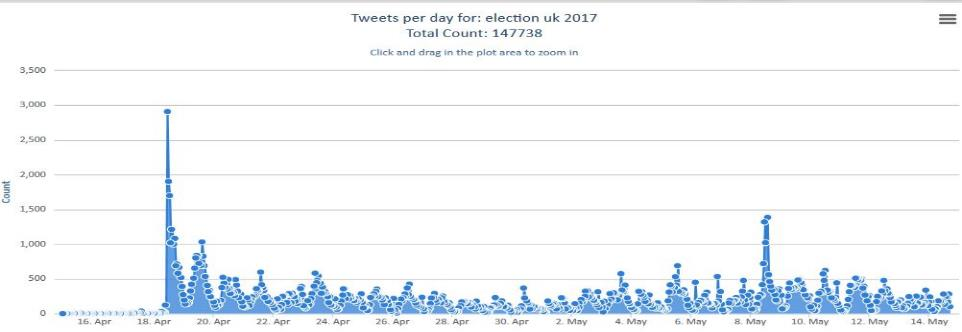 Tweets per day for: election uk 2017
Total Count: 147738
Click and drag in the plot area to zoom in
3,500
3,000
2,500
2,000
1,500
1,000
500
0
Count
16. Apr 18. Apr 20. Apr 22. Apr 24. Apr 26. Apr 28. Apr 30. Apr 2. May 4. May 6. May 8. May 10. May 12. May 14. May